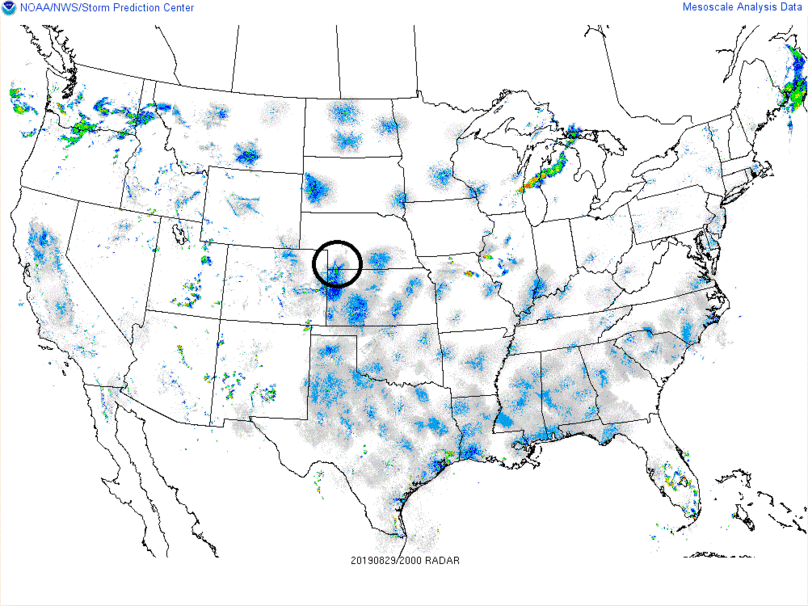 NOAA/NWS/Storm Prediction Center
Mesoscale Analysis Data
20190829/2000 RADAR